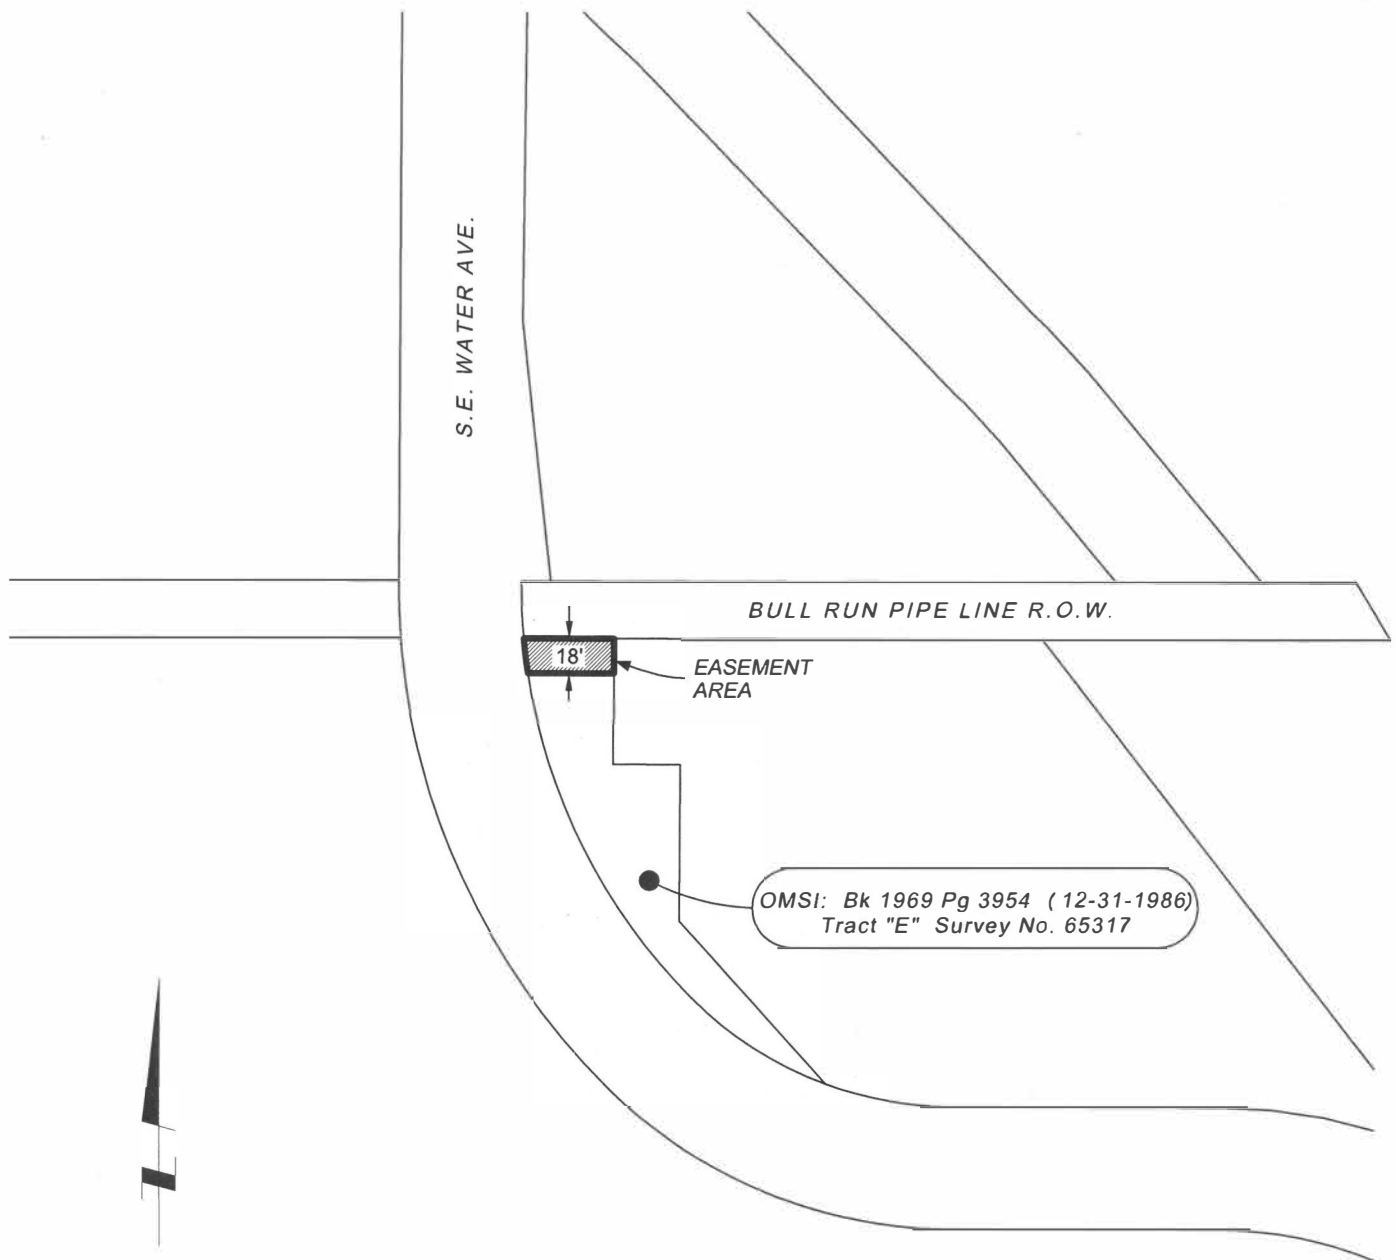 S.E. WATER AVE.
BULL RUN PIPE LINE R.O.W.
18'
EASEMENT
AREA
OMSI: Bk 1969 Pg 3954 (12-31-1986)
Tract "E" Survey No. 65317
Z